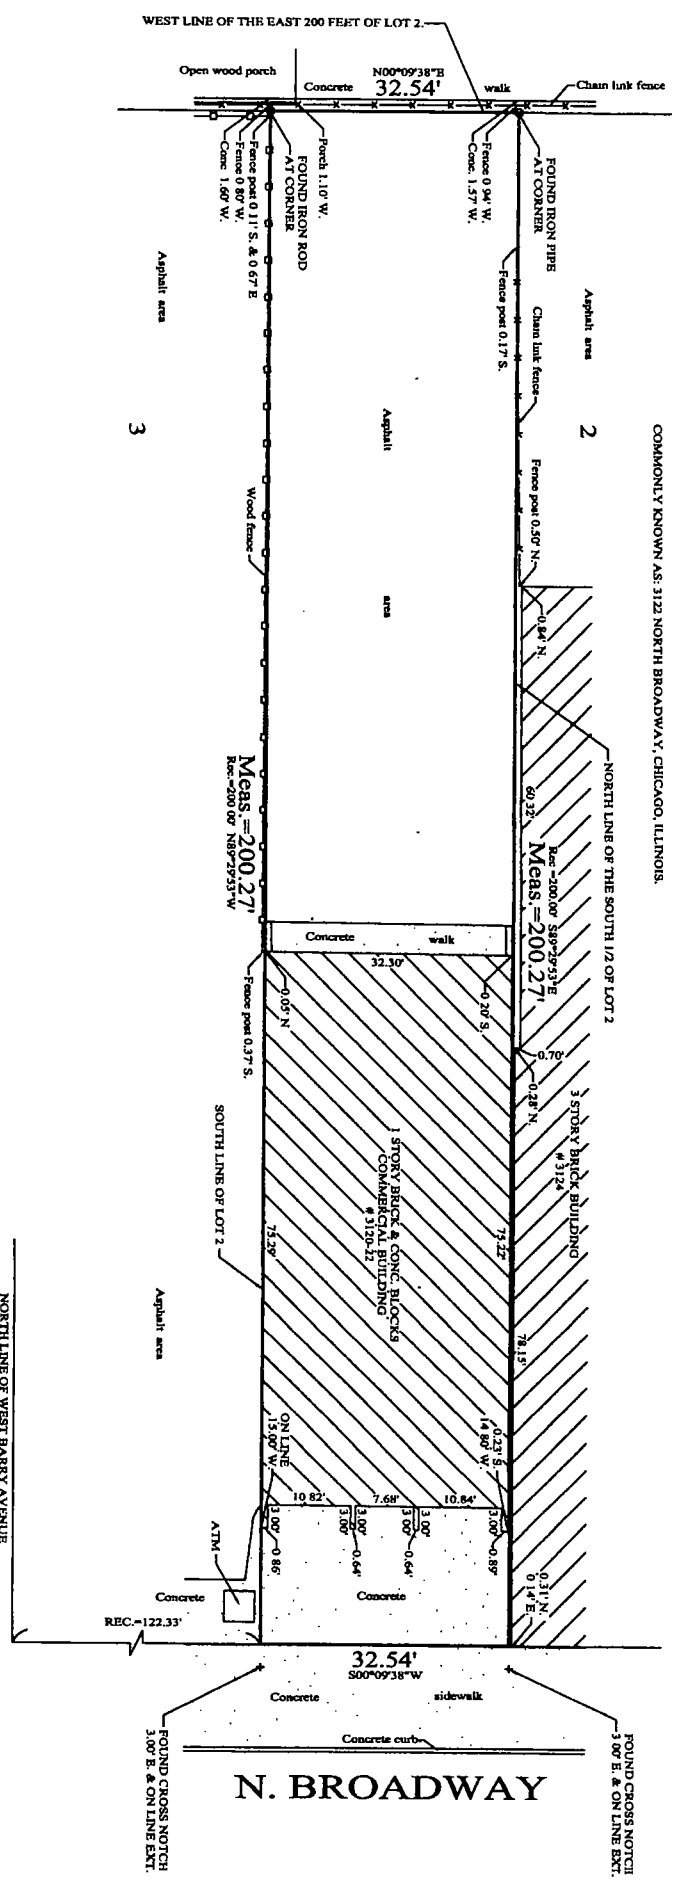 WEST LINE OF THE EAST 200 FEET OF LOT 2.
Open wood porch
Concrete
N00°09'38"E
32.54'
walk
Chain link fence
Porch 1.10' W.
FOUND IRON ROD
AT CORNER
Fence post 0 11' S. & 0 67' E
Fence 0 80' W.
Conc 1.60' W.
Fence 0 94' W.
Conc. 1.57' W.
FOUND IRON PIPE
AT CORNER
Fence post 0.17' S.
Chain link fence
Asphalt area
Asphalt area
3
2
Asphalt
area
COMMONLY KNOWN AS: 3122 NORTH BROADWAY, CHICAGO, ILLINOIS.
Fence post 0.50' N.
0.84' N.
Wood fence
NORTH LINE OF THE SOUTH 1/2 OF LOT 2
60 32'
Meas.=200.27'
Rec.=200 00' N89°29'53"W
Rec =200.00' S89°29'53"E
Meas.=200.27'
Concrete
walk
32.30'
0.05' N
0 20' S.
Fence post 0.37' S.
0.70'
0.28' N.
3 STORY BRICK BUILDING
# 3124
1 STORY BRICK & CONC. BLOCKS
COMMERCIAL BUILDING
# 3120-22
SOUTH LINE OF LOT 2
75.29'
75.22'
78.15'
Asphalt area
NORTH LINE OF WEST BARRY AVENUE
ON LINE
15.00' W.
0.23' S.
14 80' W.
10 82'
7.68'
10.84'
3 00'
3.00'
3.00'
3 00'
3.00'
3.00'
0 86'
0.64'
0.64'
0.89'
ATM
Concrete
Concrete
0.31' N.
0 14' E.
REC.=122.33'
32.54'
S00°09'38"W
Concrete
sidewalk
Concrete curb
N. BROADWAY
FOUND CROSS NOTCH
3.00' E. & ON LINE EXT.
FOUND CROSS NOTCH
3 00' E. & ON LINE EXT.